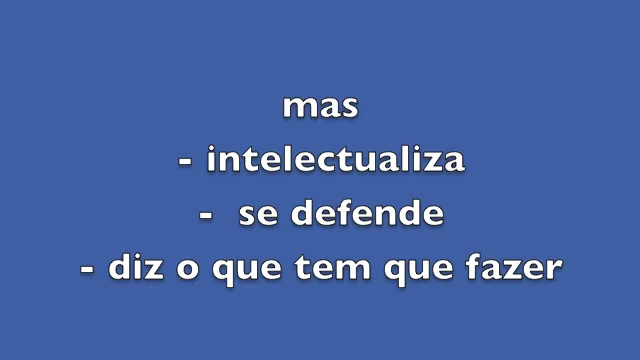 mas
- intelectualiza
- se defende
- diz o que tem que fazer